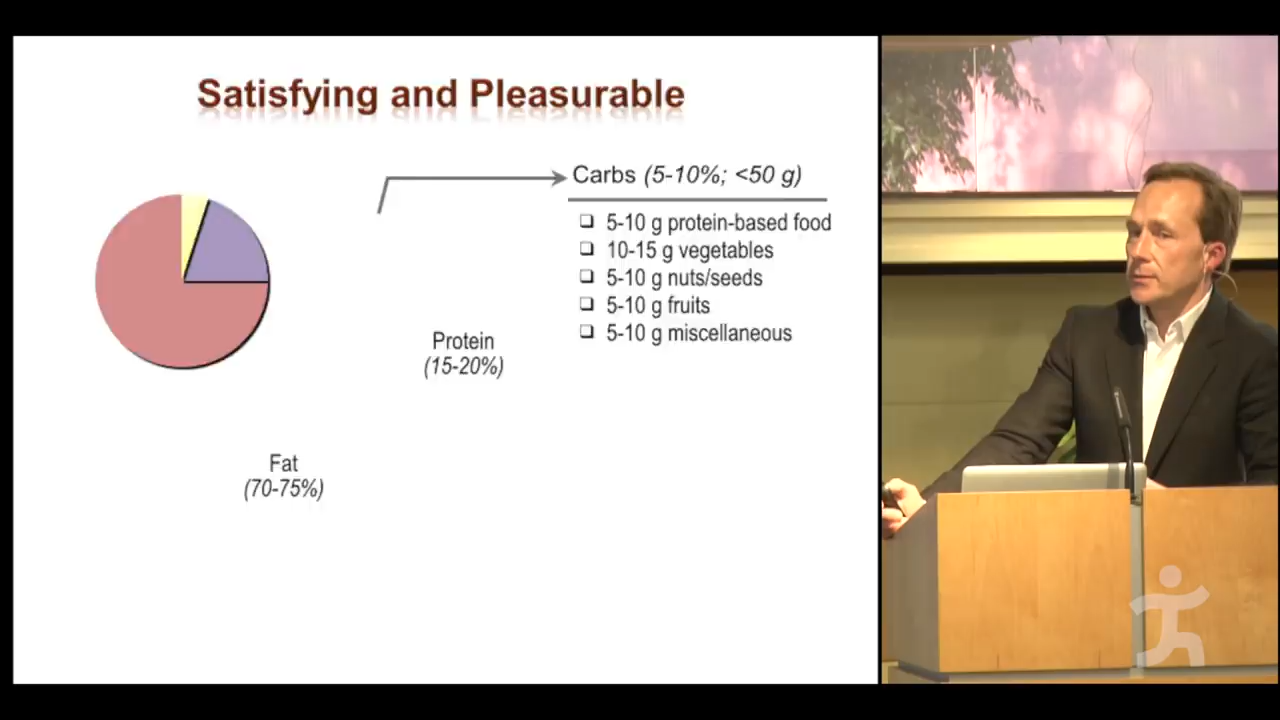 Satisfying and Pleasurable
Carbs (5-10%; <50 g)
❑ 5-10 g protein-based food
❑ 10-15 g vegetables
❑ 5-10 g nuts/seeds
❑ 5-10 g fruits
❑ 5-10 g miscellaneous
Protein
(15-20%)
Fat
(70-75%)